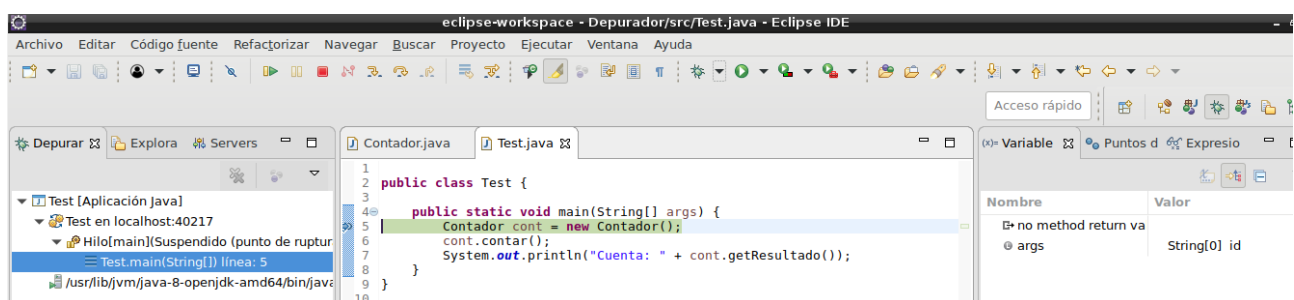 eclipse-workspace - Depurador/src/Test.java - Eclipse IDE
Archivo Editar Código fuente Refactorizar Navegar Buscar Proyecto Ejecutar Ventana Ayuda
Acceso rápido
Depurar Explora Servers
Contador.java Test.java
Variable Puntos d Expresio
Test [Aplicación Java]
Test en localhost:40217
Hilo[main](Suspendido (punto de ruptur
Test.main(String[]) línea: 5
/usr/lib/jvm/java-8-openjdk-amd64/bin/java
1
2 public class Test {
3
4 public static void main(String[] args) {
5 Contador cont = new Contador();
6 cont.contar();
7 System.out.println("Cuenta: " + cont.getResultado());
8 }
9 }
10
Nombre Valor
no method return va
args String[0] id